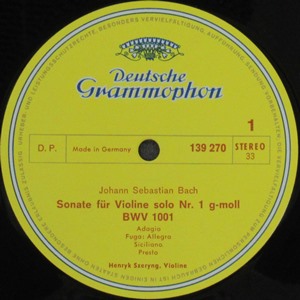 Deutsche
Grammophon
1
D.P.
Made in Germany
139 270
STEREO
33
Johann Sebastian Bach
Sonate für Violine solo Nr. 1 g-moll
BWV 1001
Adagio
Fuga: Allegro
Siciliana
Presto
Henryk Szeryng, Violine